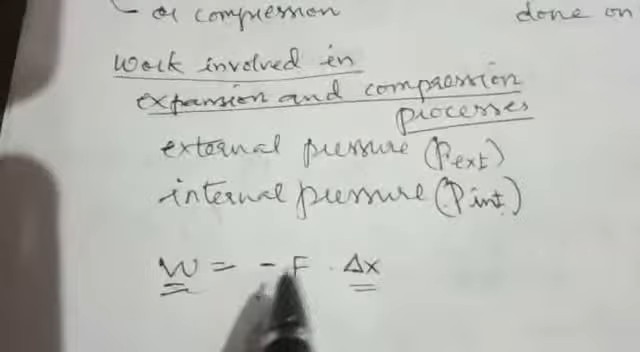 or compression done on
Work involved in
expansion and compression
processes
external pressure (Pext)
internal pressure (Pint)
W = - F . Δx